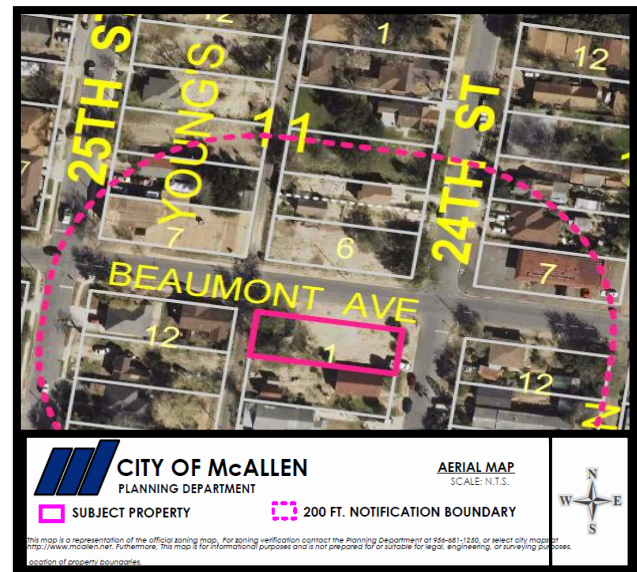 12
1
12
25TH ST
YOUNG'S
11
24TH ST
7
7
6
7
BEAUMONT AVE
12
1
12
N
CITY OF McALLEN
PLANNING DEPARTMENT
AERIAL MAP
SCALE: N.T.S.
SUBJECT PROPERTY
200 FT. NOTIFICATION BOUNDARY
N
W E
S
This map is a representation of the official zoning map. For zoning verification contact the Planning Department at 956-681-1250, or select city maps at
http://www.mcallen.net. Futhermore, This map is for informational purposes and is not prepared for or suitable for legal, engineering, or surveying purposes.
ocation of property boundaries.